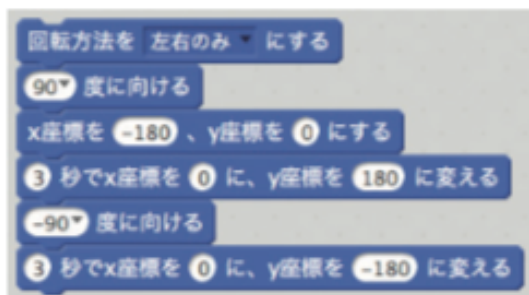 回転方法を 左右のみ▼ にする
90▼ 度に向ける
x座標を -180 、y座標を 0 にする
3 秒でx座標を 0 に、y座標を 180 に変える
-90▼ 度に向ける
3 秒でx座標を 0 に、y座標を -180 に変える